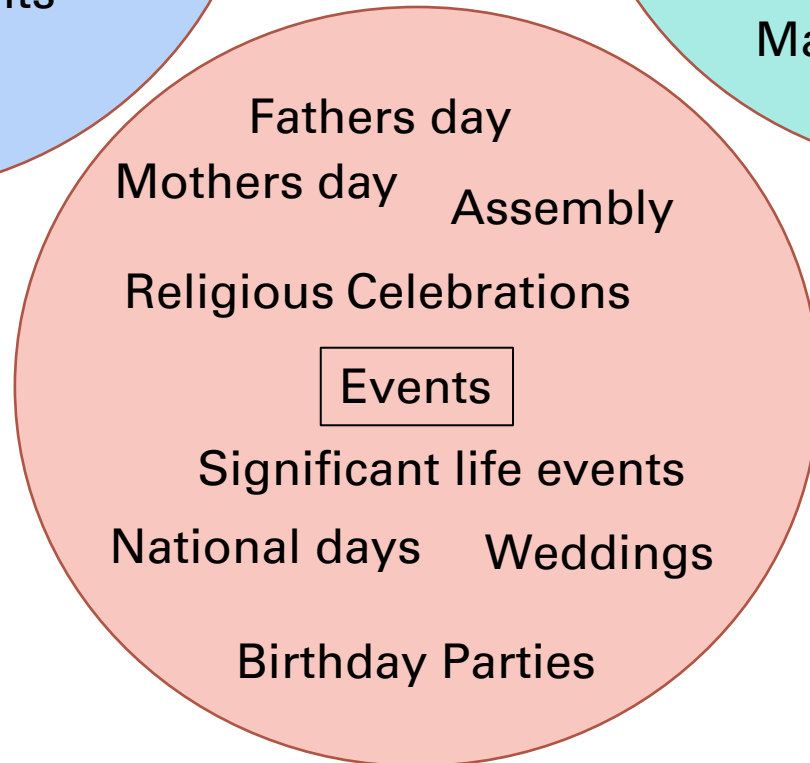 Fathers day
Mothers day
Assembly
Religious Celebrations
Events
Significant life events
National days
Weddings
Birthday Parties